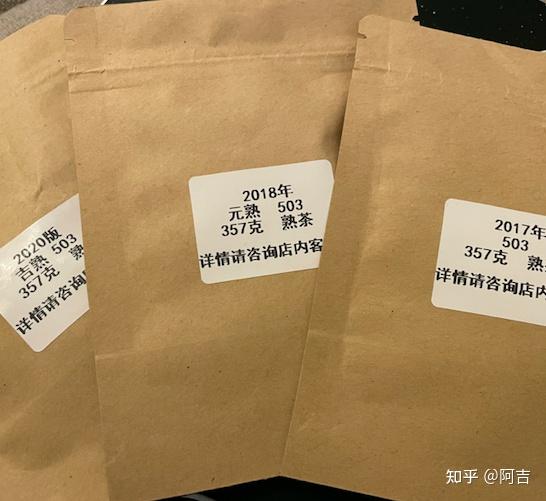 2020版
吉熟 503
357克 熟
详情请咨询
2018年
元熟 503
357克 熟茶
详情请咨询店内客
2017年
503
357克 熟
详情请咨询店内
知乎 @阿吉